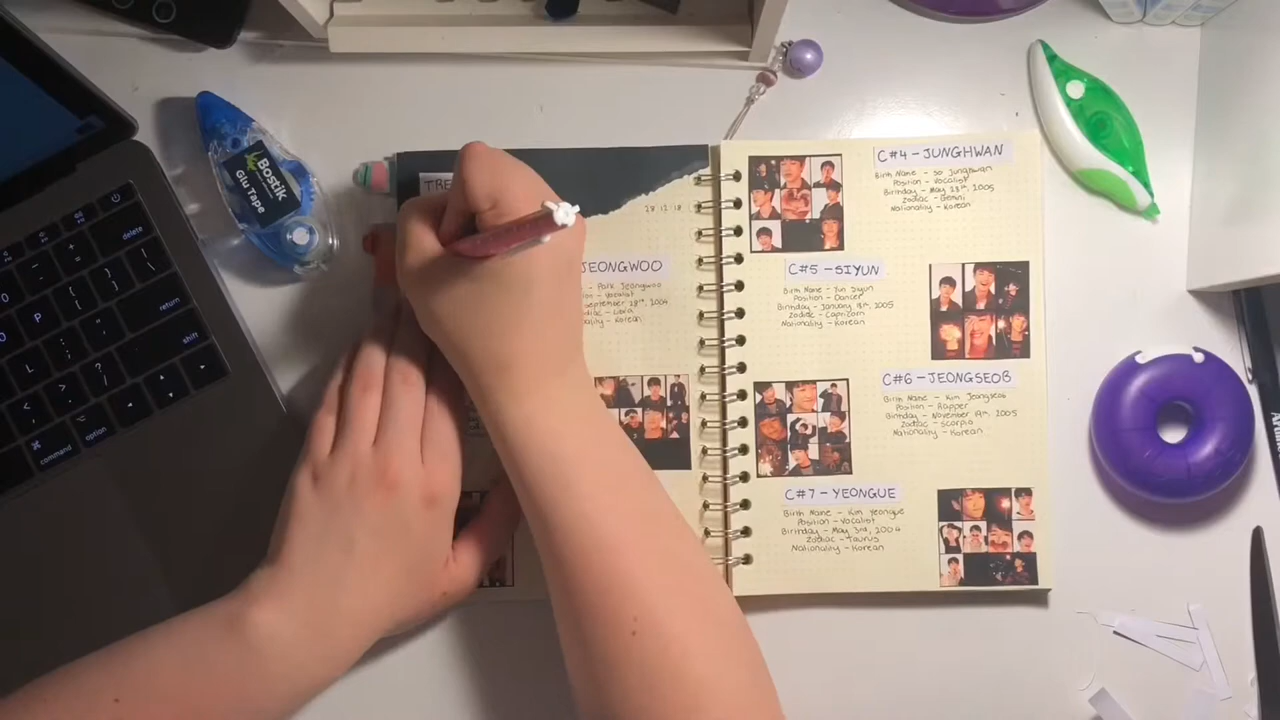 Bostik
Glu Tape
delete
return
shift
command
option
P
L
TRE
28.12.18
JEONGWOO
- Park Jeongwoo
- Vocalist
September 28th, 2004
- Libra
- Korean
C#4 - JUNGHWAN
Birth Name - So Junghwan
Position - Vocalist
Birthday - May 28th, 2005
Zodiac - Gemini
Nationality - Korean
C#5 - SIYUN
Birth Name - Yun Siyun
Position - Dancer
Birthday - January 18th, 2005
Zodiac - Capricorn
Nationality - Korean
C#6 - JEONGSEOB
Birth Name - Kim Jeongseob
Position - Rapper
Birthday - November 19th, 2005
Zodiac - Scorpio
Nationality - Korean
C#7 - YEONGUE
Birth Name - Kim Yeongue
Position - Vocalist
Birthday - May 3rd, 2004
Zodiac - Taurus
Nationality - Korean